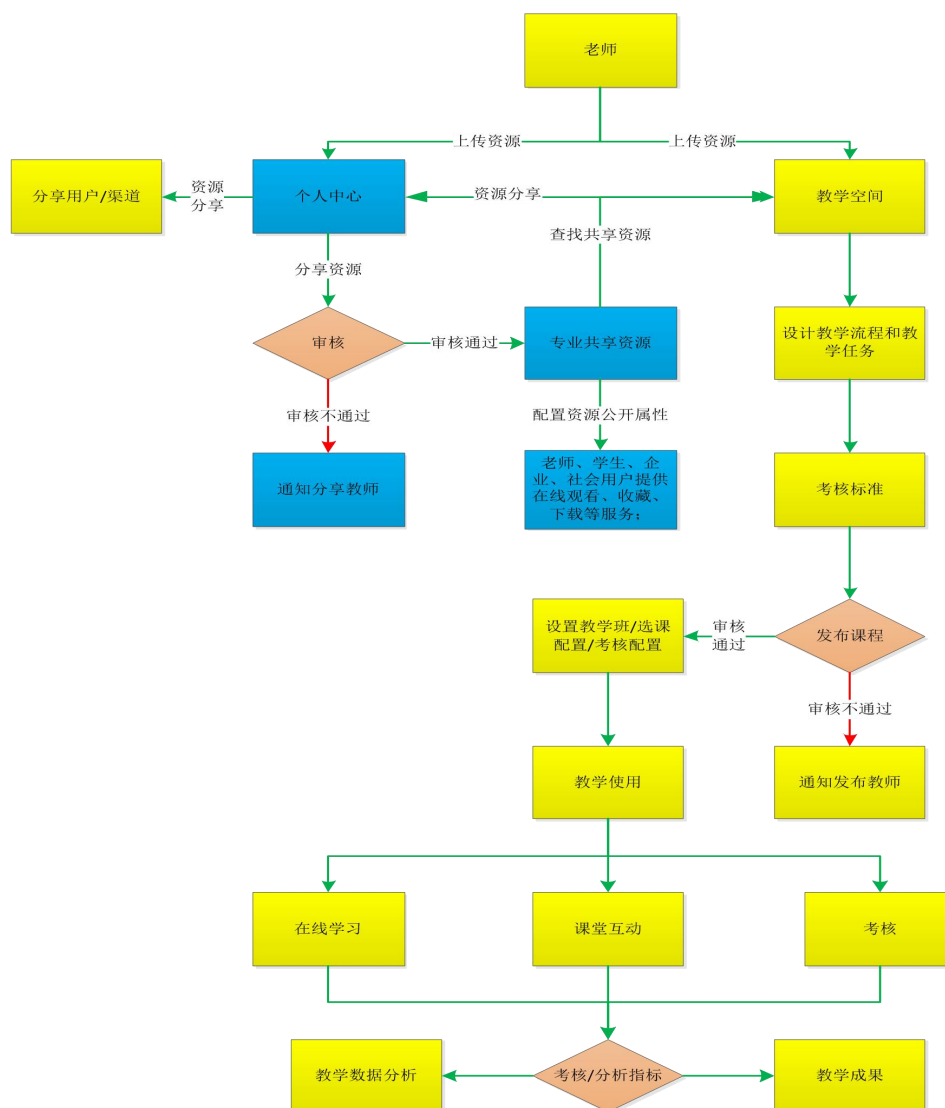 老师
上传资源
上传资源
分享用户/渠道
资源
分享
个人中心
资源分享
教学空间
查找共享资源
分享资源
审核
审核通过
专业共享资源
设计教学流程和教
学任务
审核不通过
配置资源公开属性
通知分享教师
老师、学生、企
业、社会用户提供
在线观看、收藏、
下载等服务；
考核标准
设置教学班/选课
配置/考核配置
审核
通过
发布课程
审核不通过
教学使用
通知发布教师
在线学习
课堂互动
考核
教学数据分析
考核/分析指标
教学成果